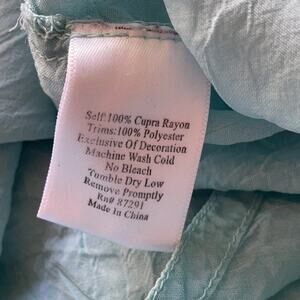 Self:100% Cupra Rayon
Trims:100% Polyester
Exclusive Of Decoration
Machine Wash Cold
No Bleach
Tumble Dry Low
Remove Promptly
Rn# 87291
Made In China